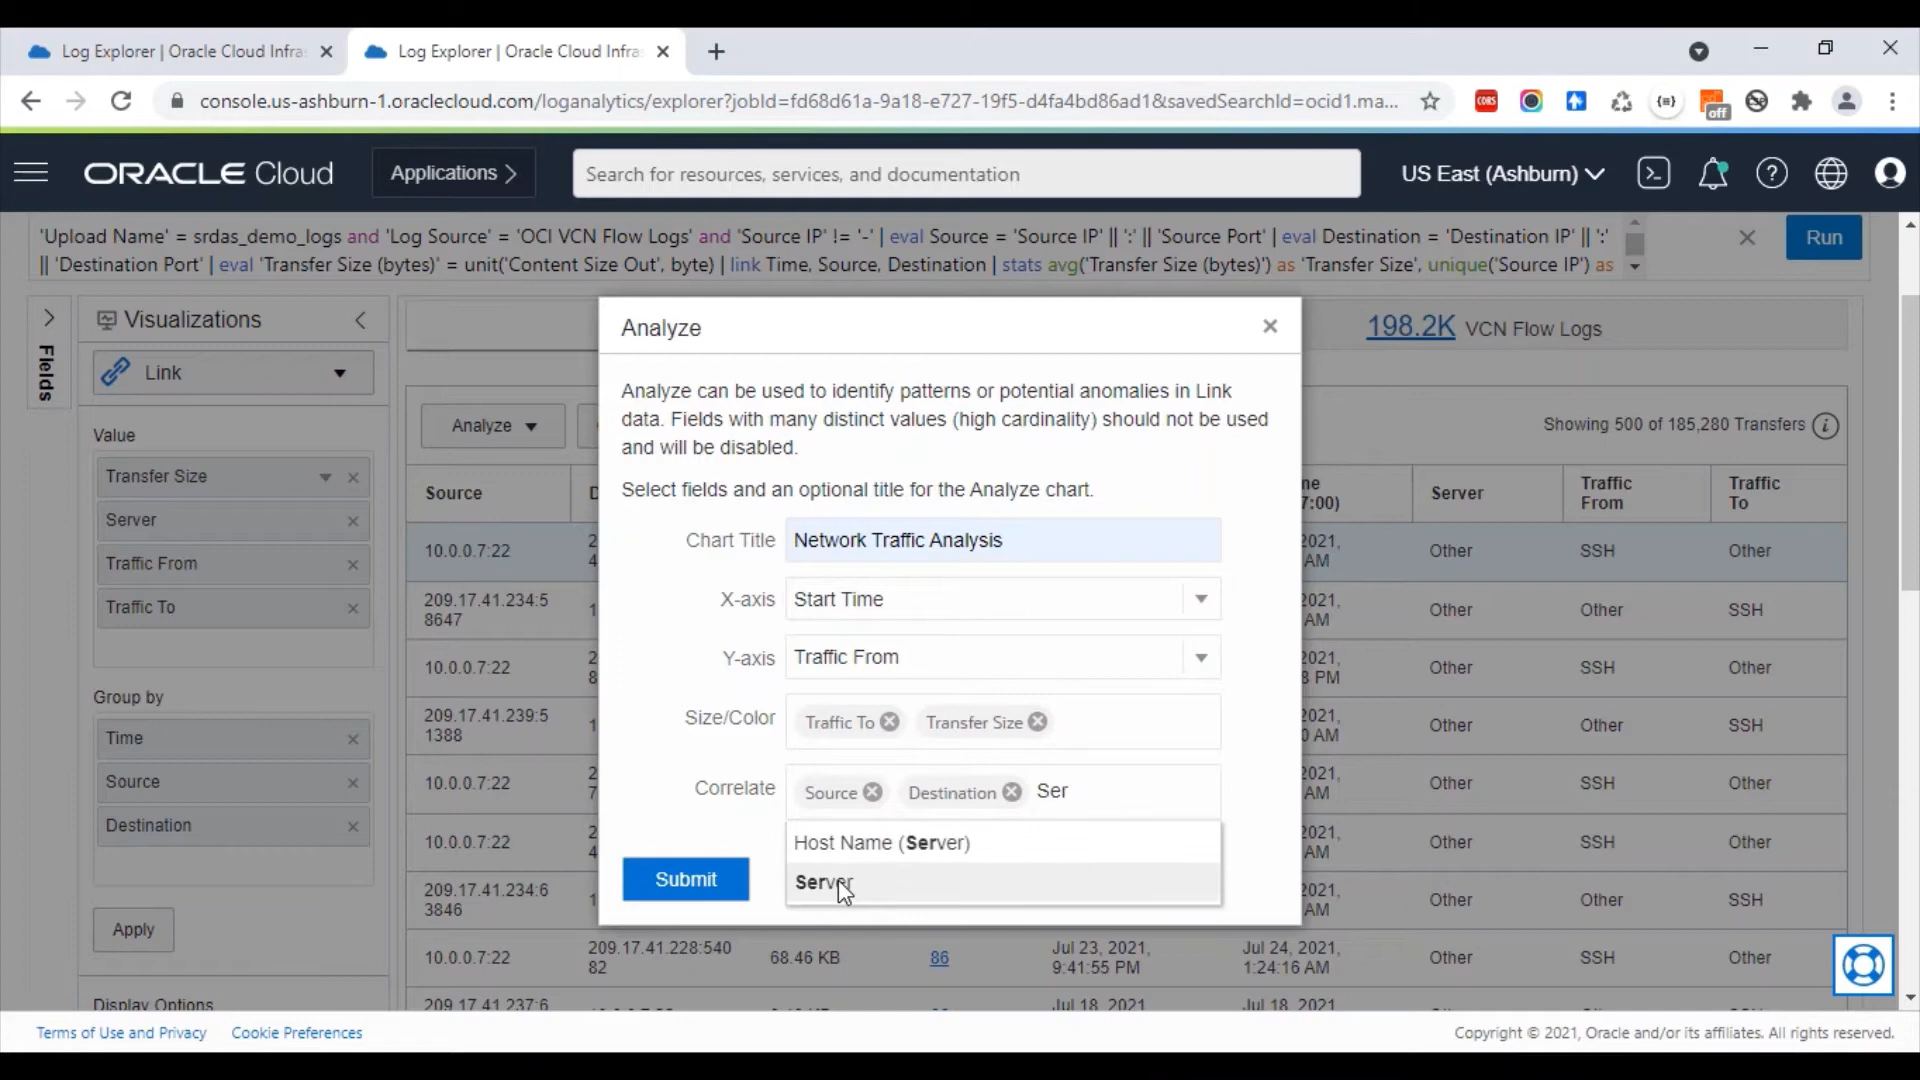 Log Explorer | Oracle Cloud Infra
Log Explorer | Oracle Cloud Infra
console.us-ashburn-1.oraclecloud.com/loganalytics/explorer?jobId=fd68d61a-9a18-e727-19f5-d4fa4bd86ad1&savedSearchId=ocid1.ma...
CORS
off
ORACLE Cloud
Applications
Search for resources, services, and documentation
US East (Ashburn)
'Upload Name' = srdas_demo_logs and 'Log Source' = 'OCI VCN Flow Logs' and 'Source IP' != '-' | eval Source = 'Source IP' || ':' || 'Source Port' | eval Destination = 'Destination IP' || ':'
|| 'Destination Port' | eval 'Transfer Size (bytes)' = unit('Content Size Out', byte) | link Time, Source, Destination | stats avg('Transfer Size (bytes)') as 'Transfer Size', unique('Source IP') as
Run
Fields
Visualizations
Link
Value
Transfer Size
Server
Traffic From
Traffic To
Group by
Time
Source
Destination
Apply
Display Options
198.2K VCN Flow Logs
Analyze
Showing 500 of 185,280 Transfers
Source
Server
Traffic From
Traffic To
10.0.0.7:22
Other
SSH
Other
209.17.41.234:5
8647
Other
Other
SSH
10.0.0.7:22
Other
SSH
Other
209.17.41.239:5
1388
Other
Other
SSH
10.0.0.7:22
Other
SSH
Other
10.0.0.7:22
Other
SSH
Other
209.17.41.234:6
3846
Other
Other
SSH
10.0.0.7:22
209.17.41.228:540
82
68.46 KB
86
Jul 23, 2021,
9:41:55 PM
Jul 24, 2021,
1:24:16 AM
Other
SSH
Other
Analyze
Analyze can be used to identify patterns or potential anomalies in Link
data. Fields with many distinct values (high cardinality) should not be used
and will be disabled.
Select fields and an optional title for the Analyze chart.
Chart Title
Network Traffic Analysis
X-axis
Start Time
Y-axis
Traffic From
Size/Color
Traffic To
Transfer Size
Correlate
Source
Destination
Ser
Host Name (Server)
Server
Submit
Terms of Use and Privacy
Cookie Preferences
Copyright © 2021, Oracle and/or its affiliates. All rights reserved.